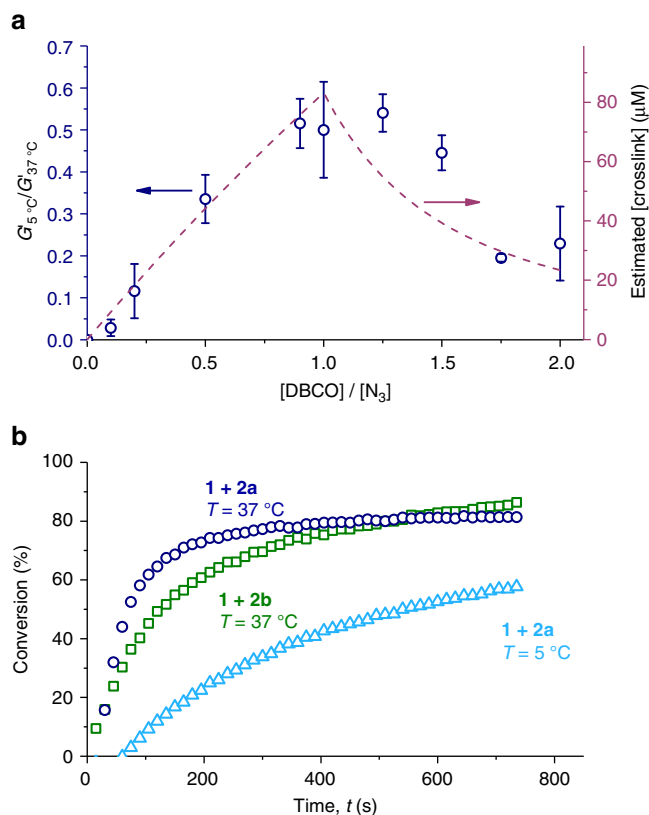 a
0.7
0.6
0.5
0.4
0.3
0.2
0.1
0.0
G'5 °C/G'37 °C
80
60
40
20
0
Estimated [crosslink] (μM)
0.0 0.5 1.0 1.5 2.0
[DBCO] / [N3]
b
100
80
60
40
20
0
Conversion (%)
1 + 2a
T = 37 °C
1 + 2b
T = 37 °C
1 + 2a
T = 5 °C
0 200 400 600 800
Time, t (s)